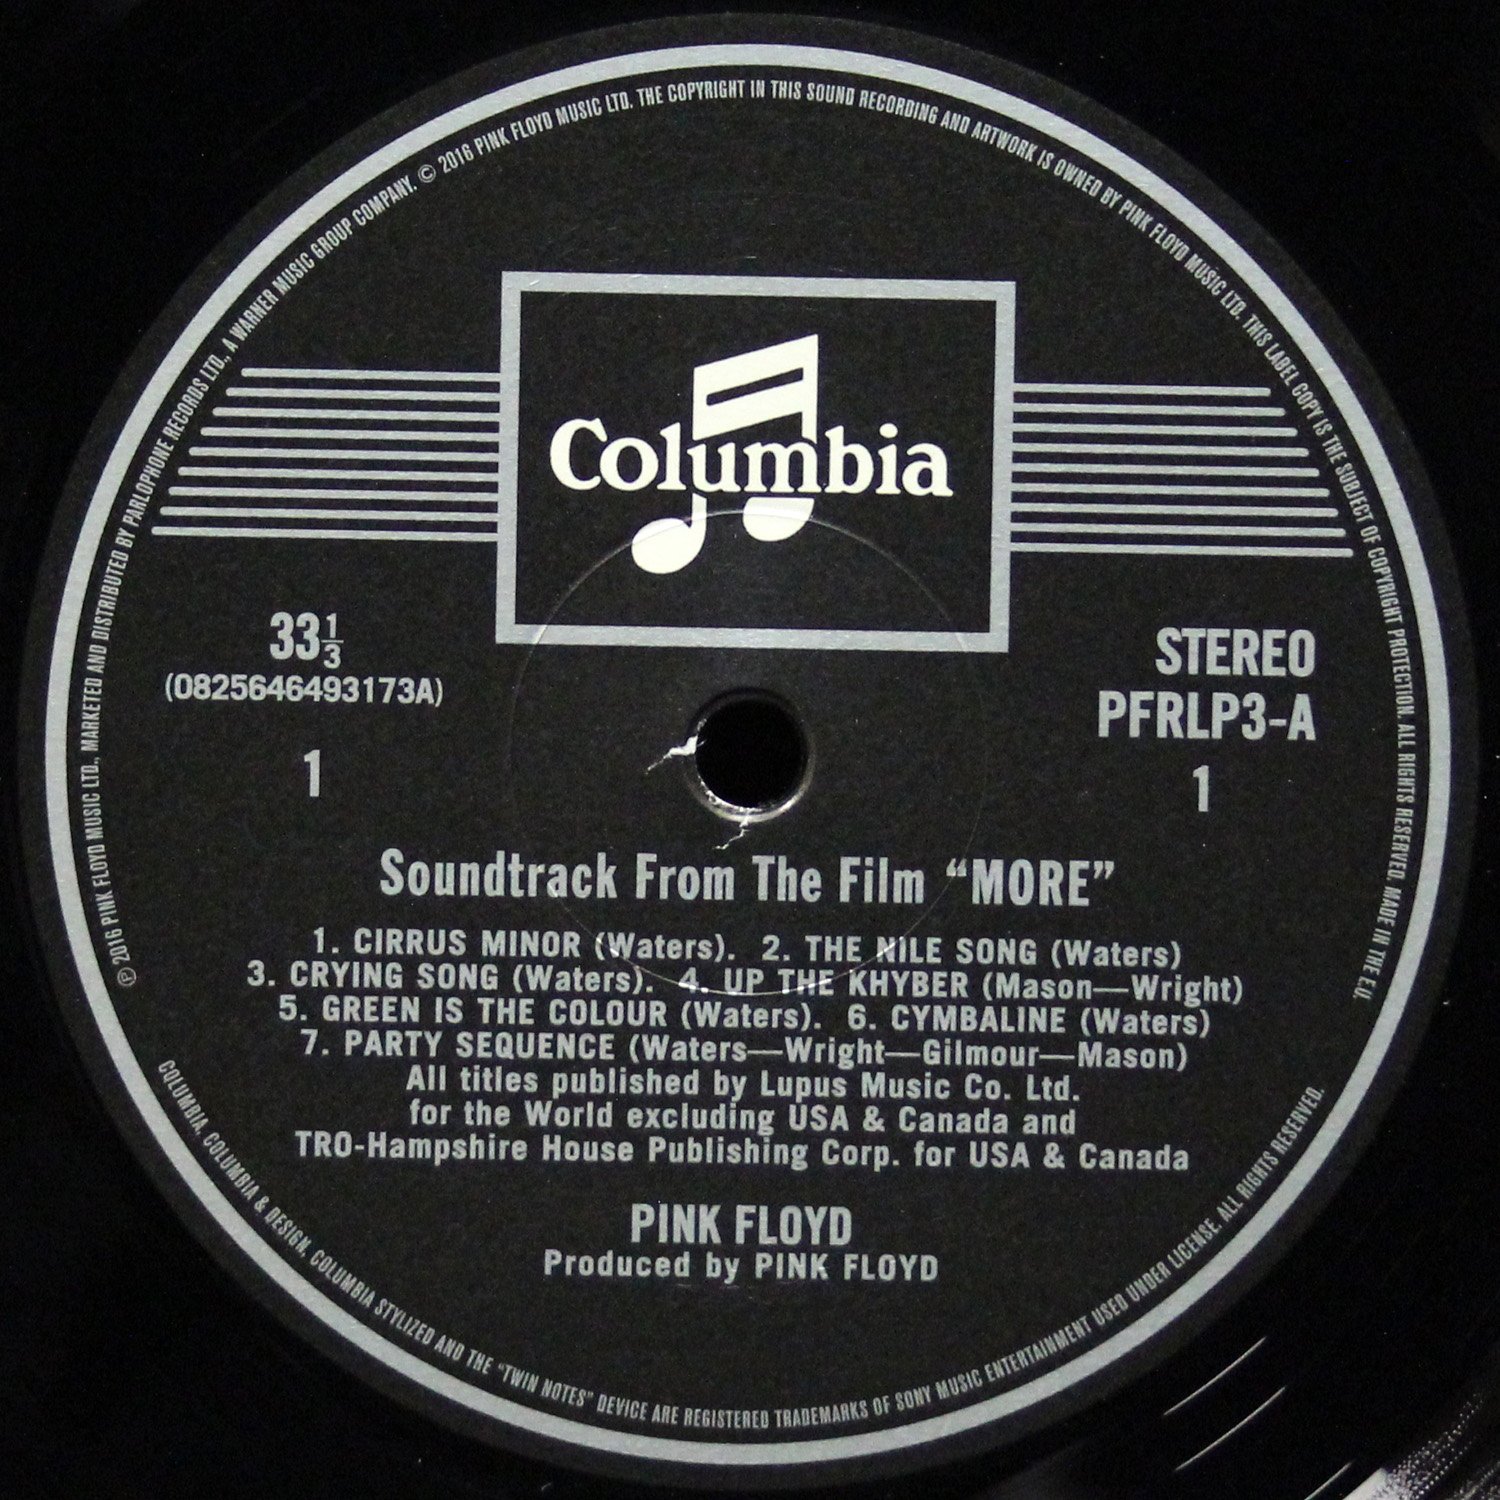 ℗ 2016 PINK FLOYD MUSIC LTD., MARKETED AND DISTRIBUTED BY PARLOPHONE RECORDS LTD., A WARNER MUSIC GROUP COMPANY. © 2016 PINK FLOYD MUSIC LTD. THE COPYRIGHT IN THIS SOUND RECORDING AND ARTWORK IS OWNED BY PINK FLOYD MUSIC LTD. THIS LABEL COPY IS THE SUBJECT OF COPYRIGHT PROTECTION. ALL RIGHTS RESERVED. MADE IN THE E.U.
Columbia
33 1/3
(0825646493173A)
1
STEREO
PFRLP3-A
1
Soundtrack From The Film “MORE”
1. CIRRUS MINOR (Waters). 2. THE NILE SONG (Waters)
3. CRYING SONG (Waters). 4. UP THE KHYBER (Mason—Wright)
5. GREEN IS THE COLOUR (Waters). 6. CYMBALINE (Waters)
7. PARTY SEQUENCE (Waters—Wright—Gilmour—Mason)
All titles published by Lupus Music Co. Ltd.
for the World excluding USA & Canada and
TRO-Hampshire House Publishing Corp. for USA & Canada
PINK FLOYD
Produced by PINK FLOYD
COLUMBIA, COLUMBIA & DESIGN, COLUMBIA STYLIZED AND THE "TWIN NOTES" DEVICE ARE REGISTERED TRADEMARKS OF SONY MUSIC ENTERTAINMENT USED UNDER LICENSE. ALL RIGHTS RESERVED.